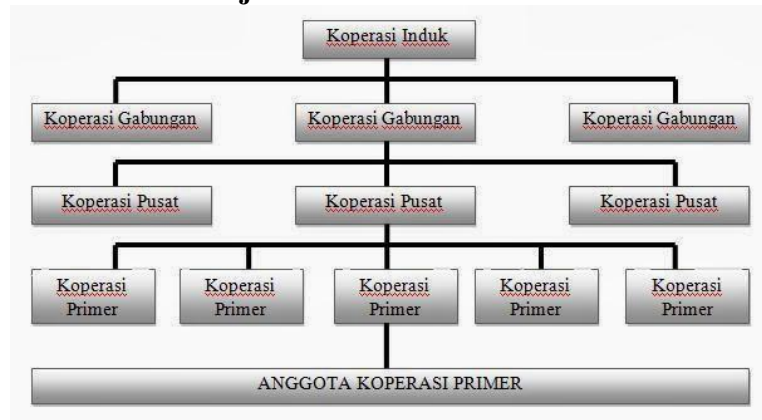 Koperasi Induk
Koperasi Gabungan Koperasi Gabungan Koperasi Gabungan
Koperasi Pusat Koperasi Pusat Koperasi Pusat
Koperasi Koperasi Koperasi Koperasi Koperasi
Primer Primer Primer Primer Primer
ANGGOTA KOPERASI PRIMER